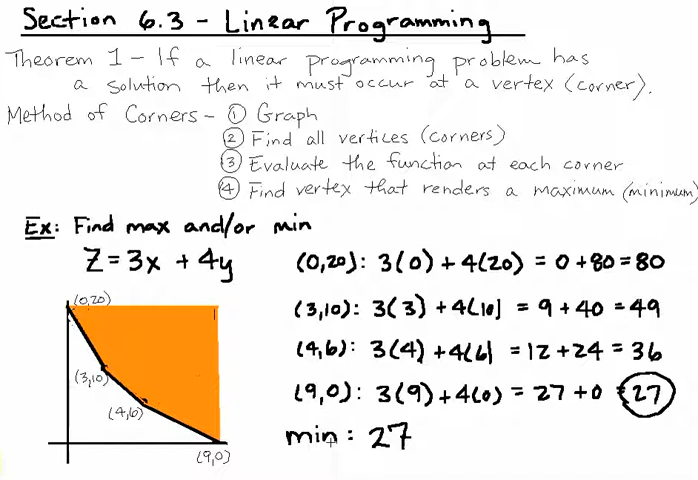 Section 6.3 - Linear Programming
Theorem 1 - If a linear programming problem has
a solution then it must occur at a vertex (corner).
Method of Corners - ① Graph
② Find all vertices (corners)
③ Evaluate the function at each corner
④ Find vertex that renders a maximum (minimum)
Ex: Find max and/or min
Z = 3x + 4y
(0,20): 3(0) + 4(20) = 0 + 80 = 80
(3,10): 3(3) + 4(10) = 9 + 40 = 49
(4,6): 3(4) + 4(6) = 12 + 24 = 36
(9,0): 3(9) + 4(0) = 27 + 0 = 27
min: 27
(0,20)
(3,10)
(4,6)
(9,0)